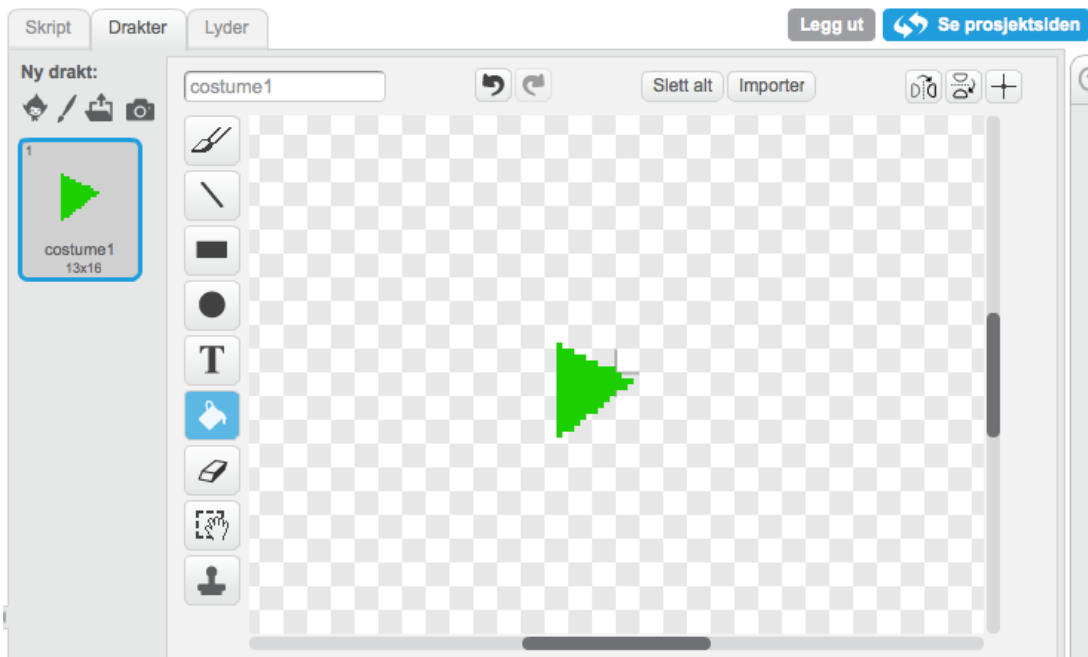 Skript Drakter Lyder Legg ut Se prosjektsiden
Ny drakt:
costume1 Slett alt Importer
1
costume1
13x16
T